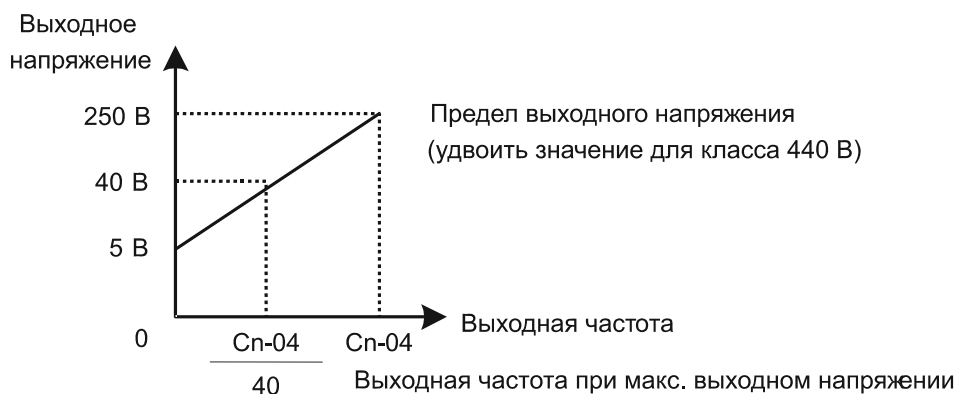 Выходное
напряжение
250 В
Предел выходного напряжения
(удвоить значение для класса 440 В)
40 В
5 В
0
Выходная частота
Cn-04
Cn-04
40
Выходная частота при макс. выходном напряжении